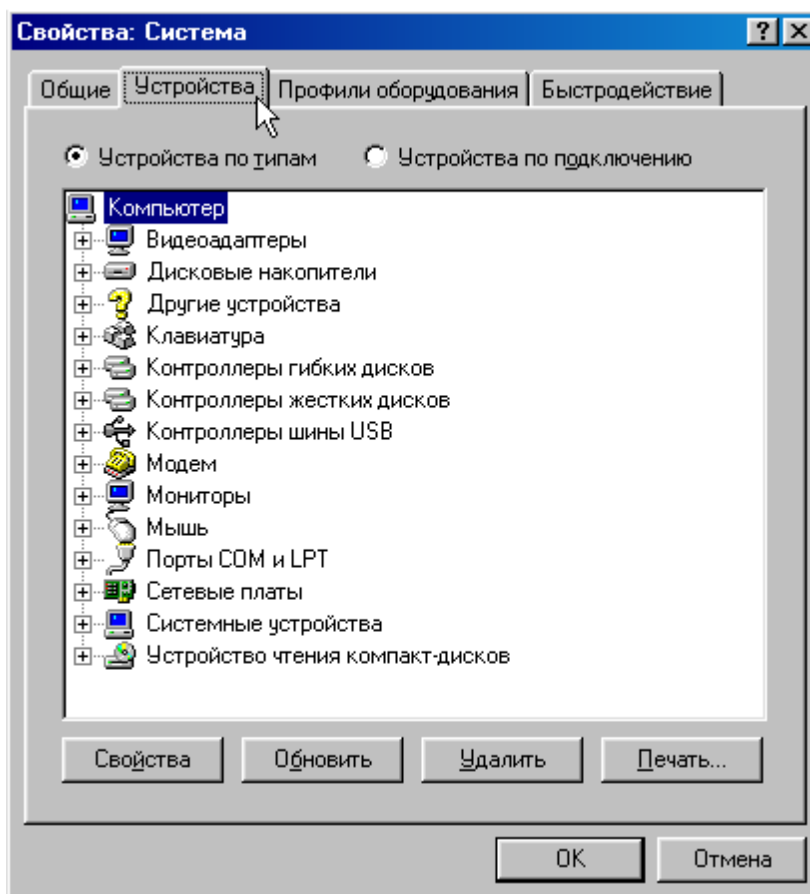 Свойства: Система
Общие Устройства Профили оборудования Быстродействие
Устройства по типам Устройства по подключению
Компьютер
Видеоадаптеры
Дисковые накопители
Другие устройства
Клавиатура
Контроллеры гибких дисков
Контроллеры жестких дисков
Контроллеры шины USB
Модем
Мониторы
Мышь
Порты COM и LPT
Сетевые платы
Системные устройства
Устройство чтения компакт-дисков
Свойства Обновить Удалить Печать...
OK Отмена